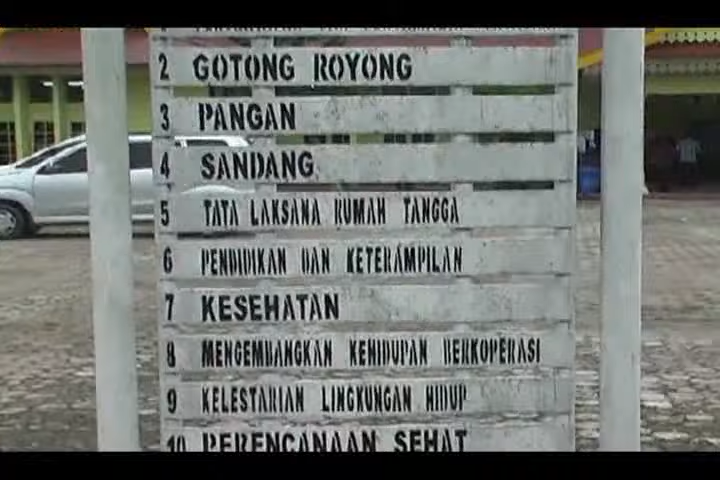 2 GOTONG ROYONG
3 PANGAN
4 SANDANG
5 TATA LAKSANA RUMAH TANGGA
6 PENDIDIKAN DAN KETERAMPILAN
7 KESEHATAN
8 MENGEMBANGKAN KEHIDUPAN BERKOPERASI
9 KELESTARIAN LINGKUNGAN HIDUP
10 PERENCANAAN SEHAT